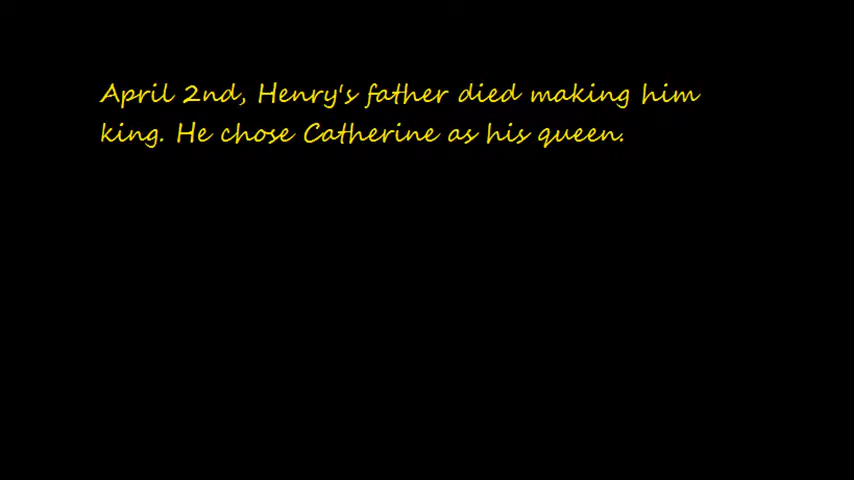 April 2nd, Henry's father died making him
king. He chose Catherine as his queen.